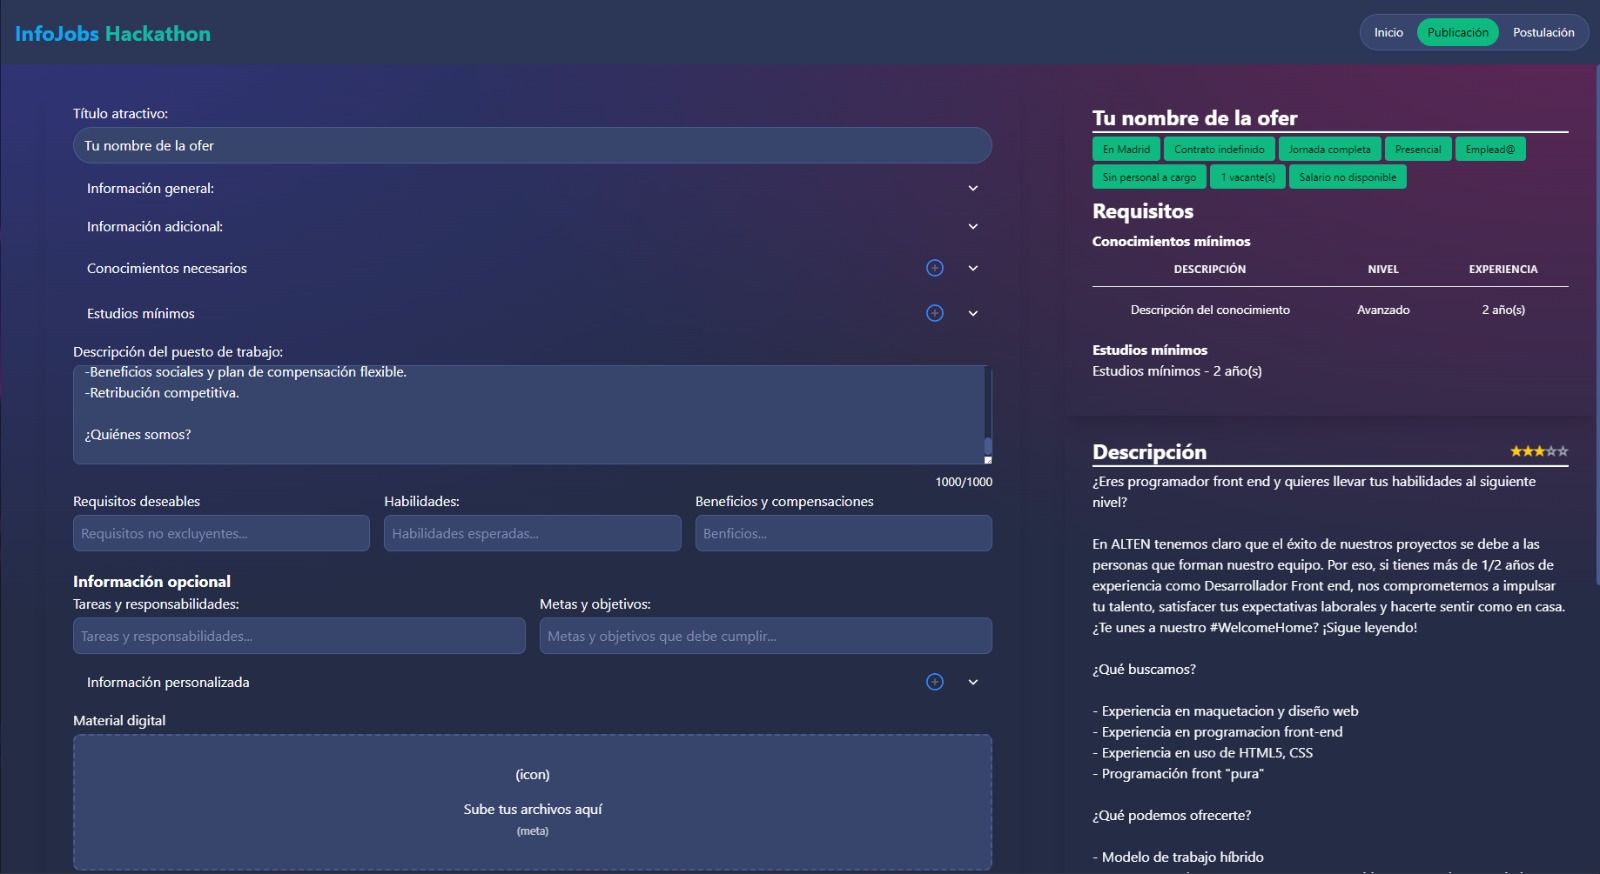 InfoJobs Hackathon
Inicio
Publicación
Postulación
Título atractivo:
Tu nombre de la ofer
Información general:
Información adicional:
Conocimientos necesarios
Estudios mínimos
Descripción del puesto de trabajo:
-Beneficios sociales y plan de compensación flexible.
-Retribución competitiva.
¿Quiénes somos?
1000/1000
Requisitos deseables
Habilidades:
Beneficios y compensaciones
Requisitos no excluyentes...
Habilidades esperadas...
Benficios...
Información opcional
Tareas y responsabilidades:
Metas y objetivos:
Tareas y responsabilidades...
Metas y objetivos que debe cumplir...
Información personalizada
Material digital
(icon)
Sube tus archivos aquí
(meta)
Tu nombre de la ofer
En Madrid
Contrato indefinido
Jornada completa
Presencial
Emplead@
Sin personal a cargo
1 vacante(s)
Salario no disponible
Requisitos
Conocimientos mínimos
DESCRIPCIÓN NIVEL EXPERIENCIA
Descripción del conocimiento Avanzado 2 año(s)
Estudios mínimos
Estudios mínimos - 2 año(s)
Descripción
¿Eres programador front end y quieres llevar tus habilidades al siguiente
nivel?
En ALTEN tenemos claro que el éxito de nuestros proyectos se debe a las
personas que forman nuestro equipo. Por eso, si tienes más de 1/2 años de
experiencia como Desarrollador Front end, nos comprometemos a impulsar
tu talento, satisfacer tus expectativas laborales y hacerte sentir como en casa.
¿Te unes a nuestro #WelcomeHome? ¡Sigue leyendo!
¿Qué buscamos?
- Experiencia en maquetacion y diseño web
- Experiencia en programacion front-end
- Experiencia en uso de HTML5, CSS
- Programación front "pura"
¿Qué podemos ofrecerte?
- Modelo de trabajo híbrido